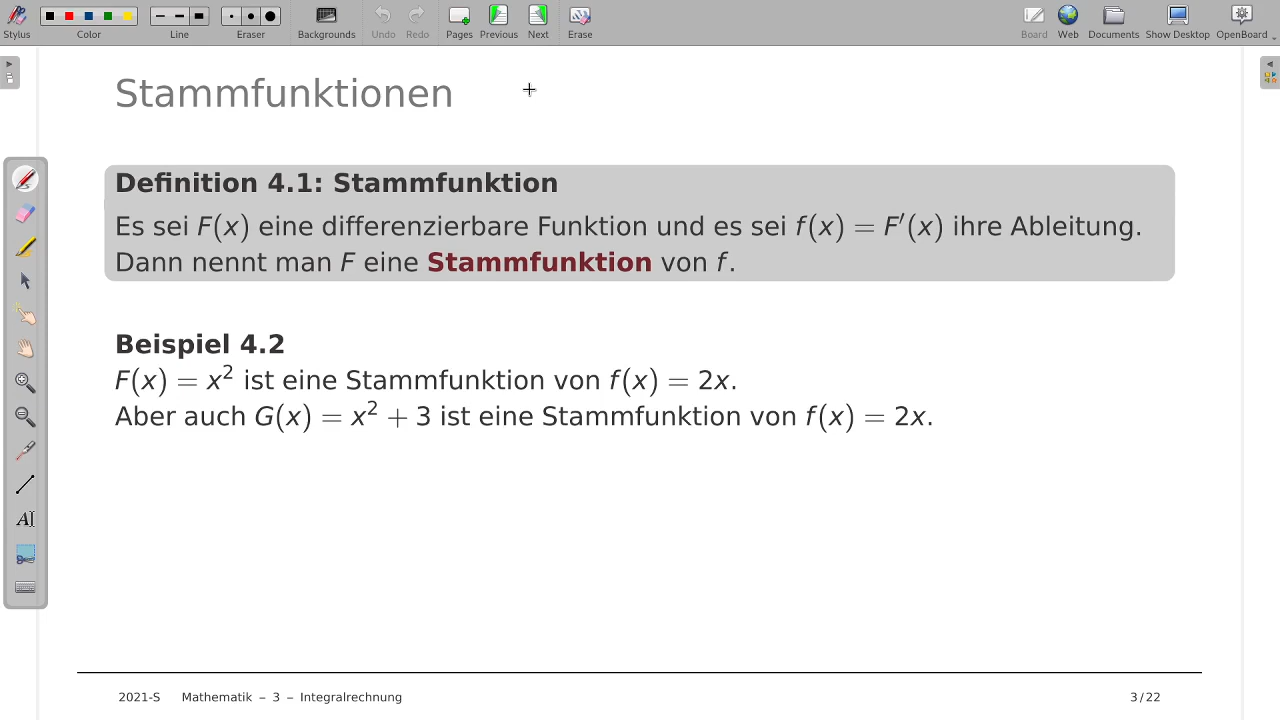 Stylus Color Line Eraser Backgrounds Undo Redo Pages Previous Next Erase Board Web Documents Show Desktop OpenBoard
Stammfunktionen
Definition 4.1: Stammfunktion
Es sei F(x) eine differenzierbare Funktion und es sei f(x) = F′(x) ihre Ableitung.
Dann nennt man F eine Stammfunktion von f.
Beispiel 4.2
F(x) = x² ist eine Stammfunktion von f(x) = 2x.
Aber auch G(x) = x² + 3 ist eine Stammfunktion von f(x) = 2x.
2021-S Mathematik – 3 – Integralrechnung 3/22